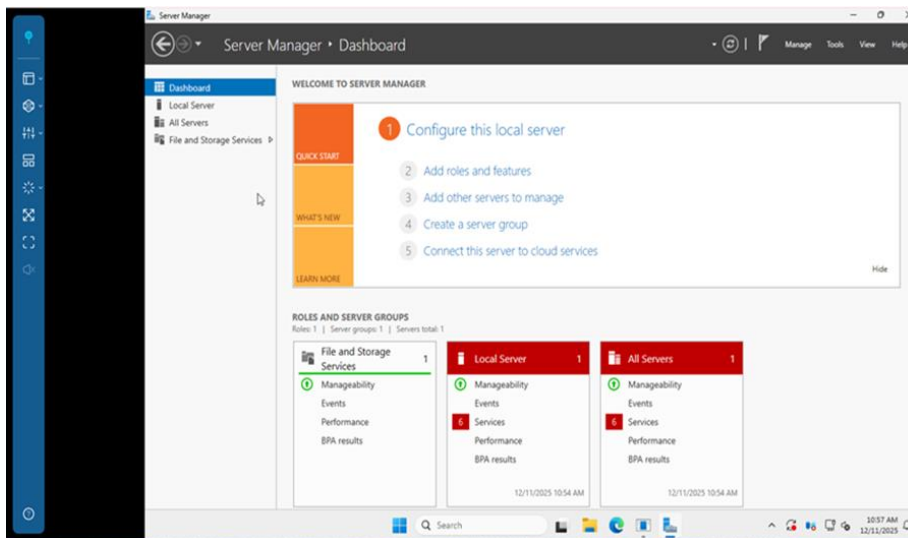 Server Manager
Server Manager • Dashboard
Manage Tools View Help
Dashboard
Local Server
All Servers
File and Storage Services
WELCOME TO SERVER MANAGER
QUICK START
WHAT'S NEW
LEARN MORE
1 Configure this local server
2 Add roles and features
3 Add other servers to manage
4 Create a server group
5 Connect this server to cloud services
Hide
ROLES AND SERVER GROUPS
Roles: 1 | Server groups: 1 | Servers total: 1
File and Storage Services 1
Manageability
Events
Performance
BPA results
Local Server 1
Manageability
Events
6 Services
Performance
BPA results
12/11/2025 10:54 AM
All Servers 1
Manageability
Events
6 Services
Performance
BPA results
12/11/2025 10:54 AM
Search
10:57 AM
12/11/2025